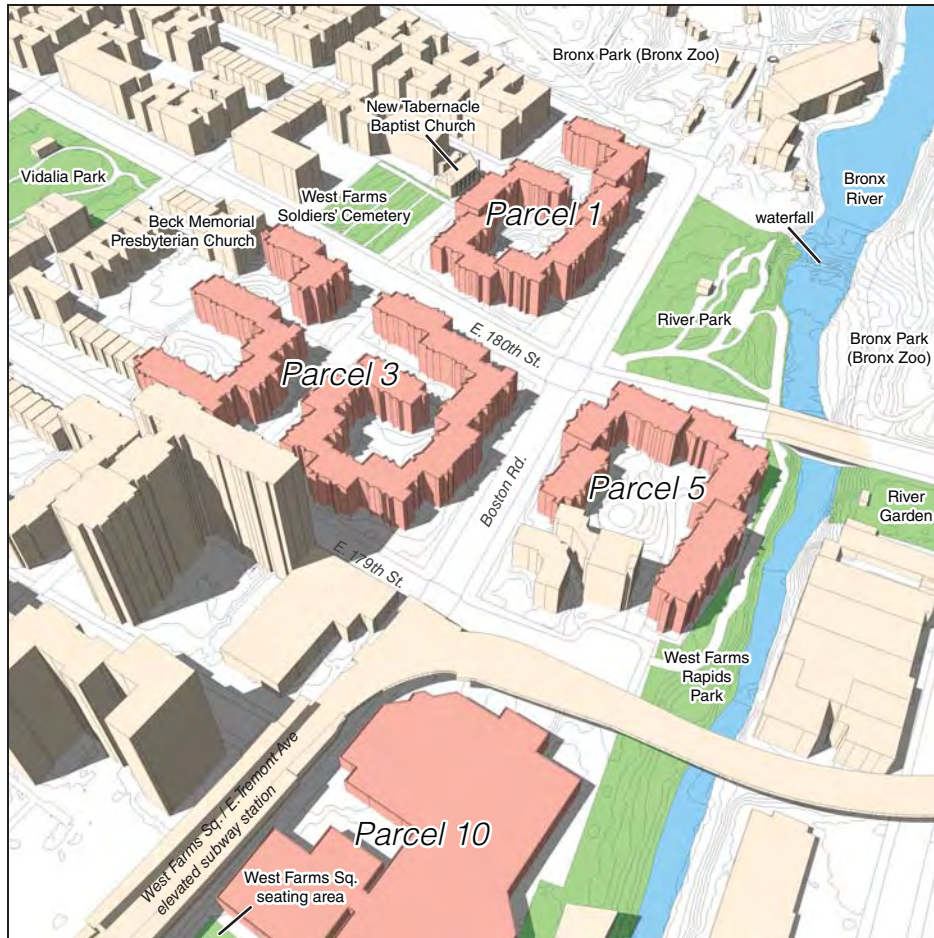 Bronx Park (Bronx Zoo)
New Tabernacle
Baptist Church
Vidalia Park
West Farms
Soldiers' Cemetery
Bronx
River
Parcel 1
Beck Memorial
Presbyterian Church
waterfall
River Park
E. 180th St.
Bronx Park
(Bronx Zoo)
Parcel 3
Boston Rd.
Parcel 5
River
Garden
E. 179th St.
West Farms
Rapids
Park
West Farms Sq. / E. Tremont Ave
elevated subway station
Parcel 10
West Farms Sq.
seating area